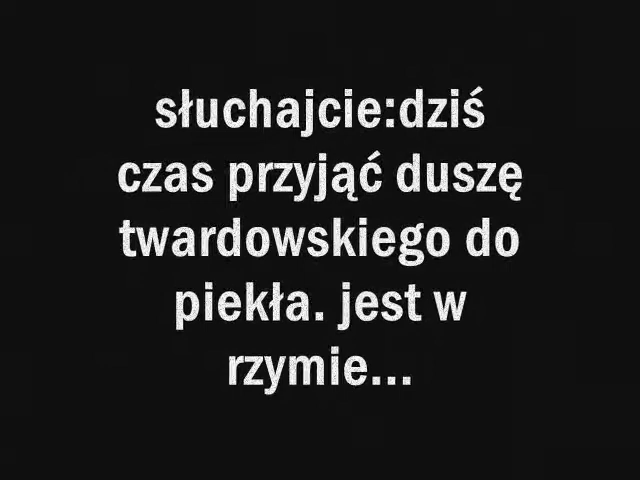 słuchajcie:dziś
czas przyjąć duszę
twardowskiego do
piekła. jest w
rzymie...